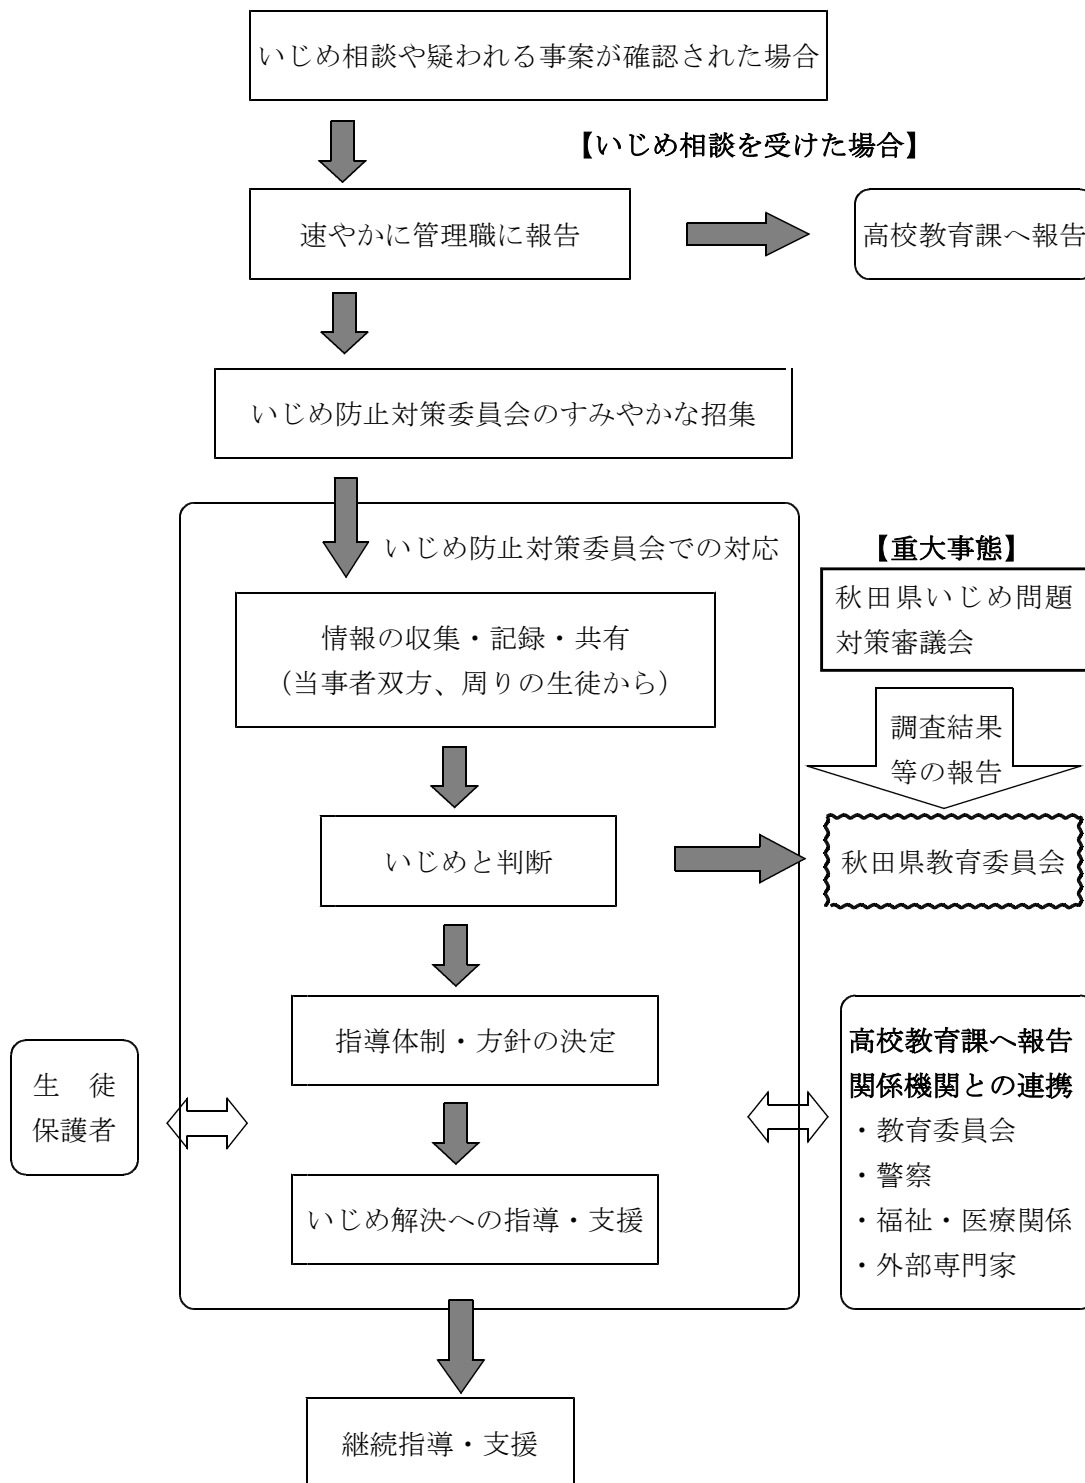 いじめ相談や疑われる事案が確認された場合
【いじめ相談を受けた場合】
速やかに管理職に報告
高校教育課へ報告
いじめ防止対策委員会のすみやかな招集
いじめ防止対策委員会での対応
情報の収集・記録・共有
（当事者双方、周りの生徒から）
【重大事態】
秋田県いじめ問題
対策審議会
調査結果
等の報告
いじめと判断
秋田県教育委員会
指導体制・方針の決定
生　徒
保護者
高校教育課へ報告
関係機関との連携
・教育委員会
・警察
・福祉・医療関係
・外部専門家
いじめ解決への指導・支援
継続指導・支援